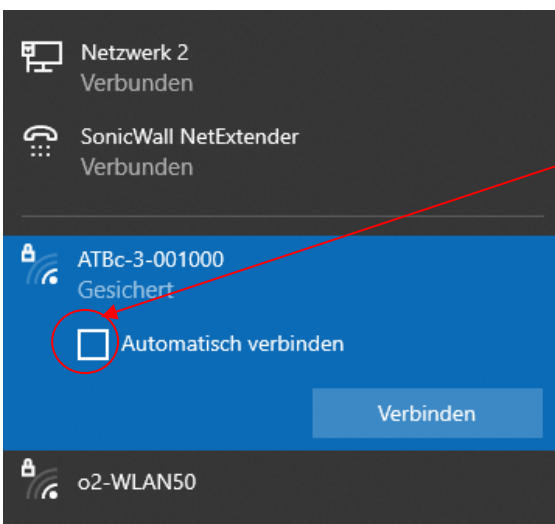 Netzwerk 2
Verbunden
SonicWall NetExtender
Verbunden
ATBc-3-001000
Gesichert
Automatisch verbinden
Verbinden
o2-WLAN50